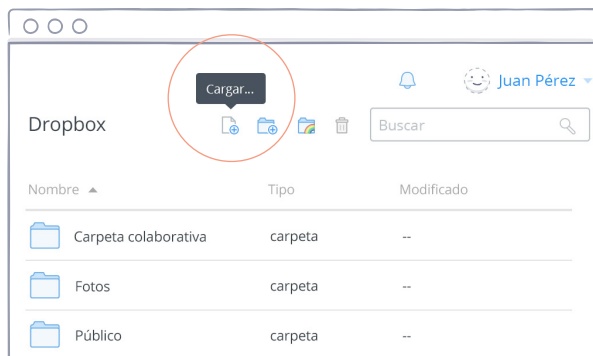 Cargar...
Juan Pérez
Dropbox
Buscar
Nombre Tipo Modificado
Carpeta colaborativa carpeta --
Fotos carpeta --
Público carpeta --